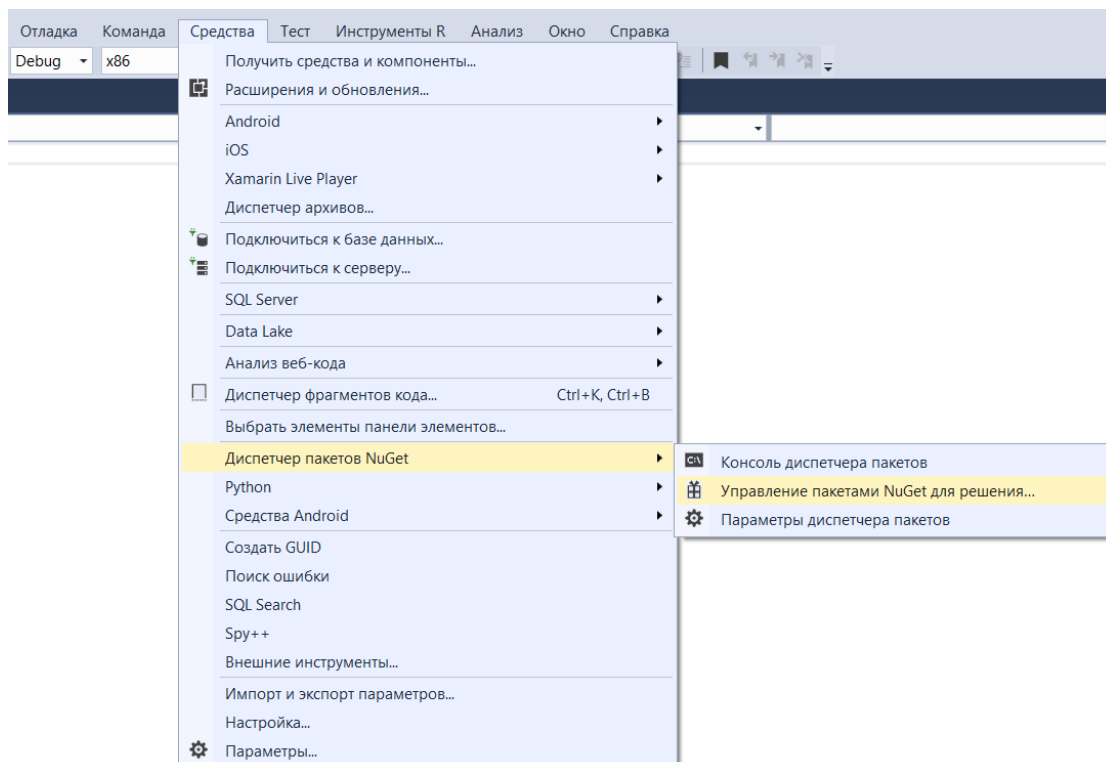 Отладка Команда Средства Тест Инструменты R Анализ Окно Справка
Debug x86
Получить средства и компоненты...
Расширения и обновления...
Android
iOS
Xamarin Live Player
Диспетчер архивов...
Подключиться к базе данных...
Подключиться к серверу...
SQL Server
Data Lake
Анализ веб-кода
Диспетчер фрагментов кода... Ctrl+K, Ctrl+B
Выбрать элементы панели элементов...
Диспетчер пакетов NuGet
Python
Средства Android
Создать GUID
Поиск ошибки
SQL Search
Spy++
Внешние инструменты...
Импорт и экспорт параметров...
Настройка...
Параметры...
Консоль диспетчера пакетов
Управление пакетами NuGet для решения...
Параметры диспетчера пакетов